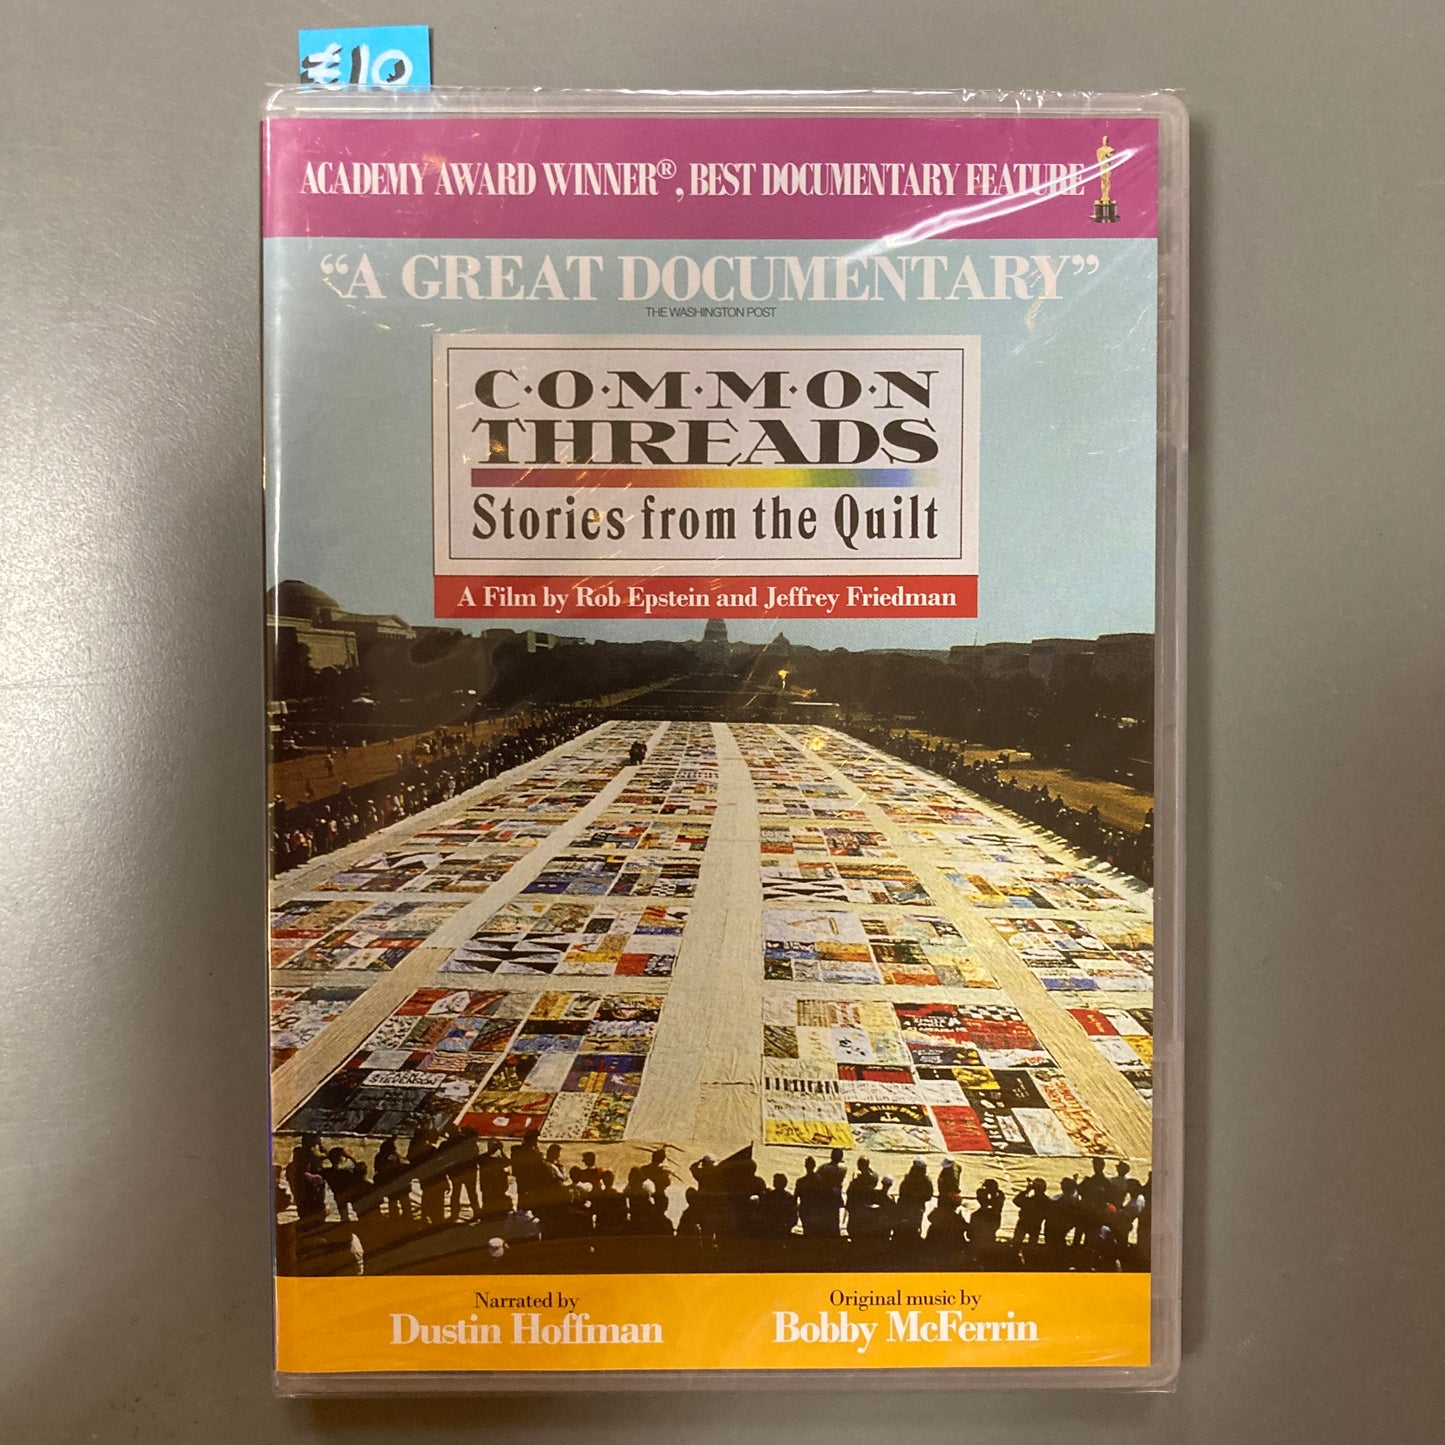 €10
ACADEMY AWARD WINNER®, BEST DOCUMENTARY FEATURE
“A GREAT DOCUMENTARY”
THE WASHINGTON POST
C·O·M·M·O·N
THREADS
Stories from the Quilt
A Film by Rob Epstein and Jeffrey Friedman
Narrated by
Dustin Hoffman
Original music by
Bobby McFerrin